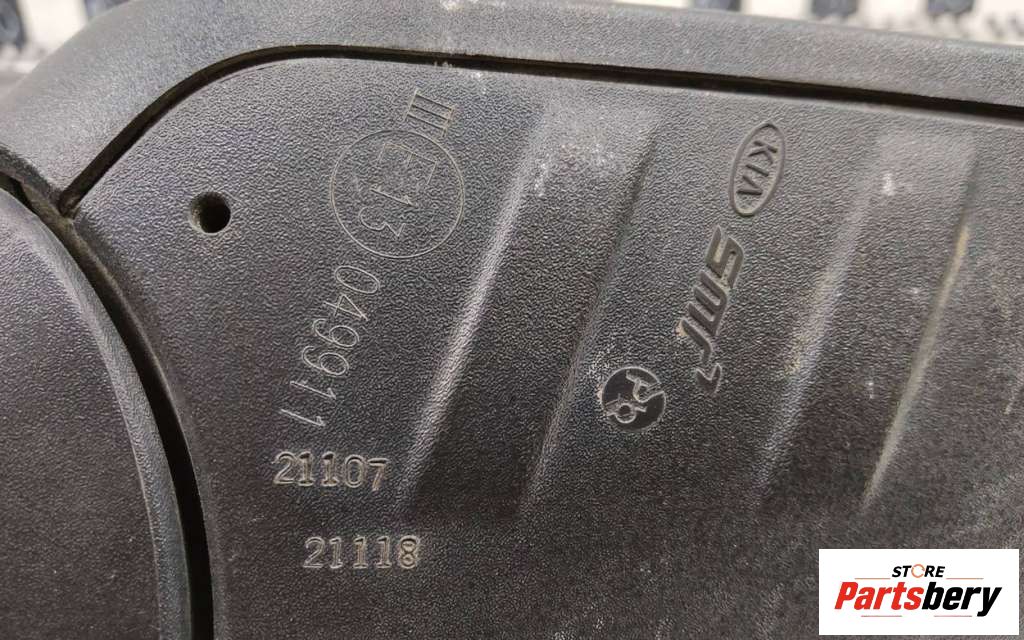 III
E13
049911
KIA
SMR
21107
21118
STORE
Partsbery